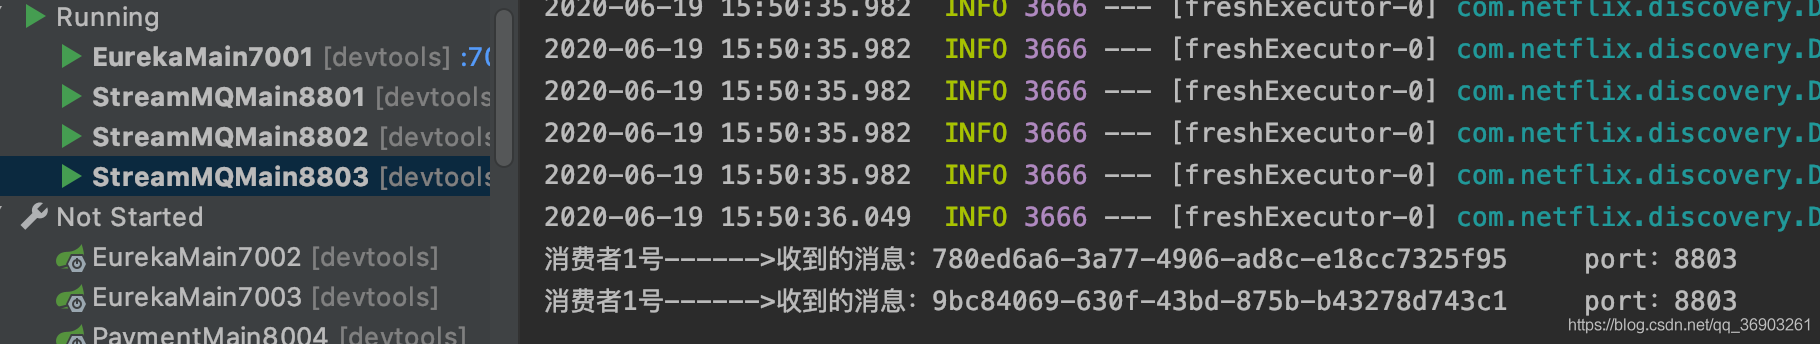 Running
EurekaMain7001 [devtools] :70
StreamMQMain8801 [devtools
StreamMQMain8802 [devtools
StreamMQMain8803 [devtools
Not Started
EurekaMain7002 [devtools]
EurekaMain7003 [devtools]
PaymentMain8004 [devtools]
2020-06-19 15:50:35.982 INFO 3666 --- [freshExecutor-0] com.netflix.discovery.D
2020-06-19 15:50:35.982 INFO 3666 --- [freshExecutor-0] com.netflix.discovery.D
2020-06-19 15:50:35.982 INFO 3666 --- [freshExecutor-0] com.netflix.discovery.D
2020-06-19 15:50:35.982 INFO 3666 --- [freshExecutor-0] com.netflix.discovery.D
2020-06-19 15:50:35.982 INFO 3666 --- [freshExecutor-0] com.netflix.discovery.D
2020-06-19 15:50:36.049 INFO 3666 --- [freshExecutor-0] com.netflix.discovery.D
消费者1号------>收到的消息：780ed6a6-3a77-4906-ad8c-e18cc7325f95 port：8803
消费者1号------>收到的消息：9bc84069-630f-43bd-875b-b43278d743c1 port：8803
https://blog.csdn.net/qq_36903261